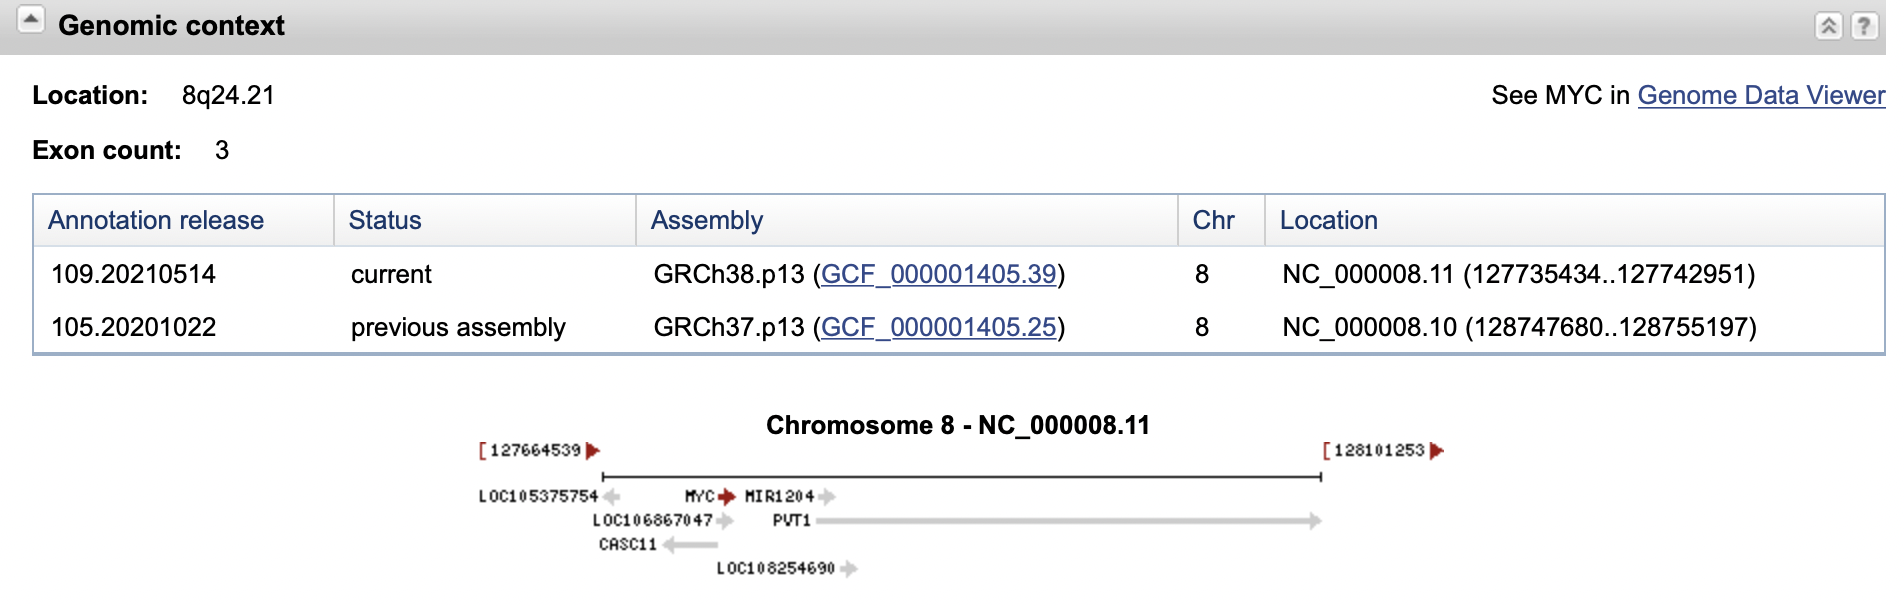 Genomic context
?
Location: 8q24.21 See MYC in Genome Data Viewer
Exon count: 3
Annotation release Status Assembly Chr Location
109.20210514 current GRCh38.p13 (GCF_000001405.39) 8 NC_000008.11 (127735434..127742951)
105.20201022 previous assembly GRCh37.p13 (GCF_000001405.25) 8 NC_000008.10 (128747680..128755197)
Chromosome 8 - NC_000008.11
[ 127664539 [ 128101253
LOC105375754 MYC MIR1204
LOC106867047 PVT1
CASC11
LOC108254690